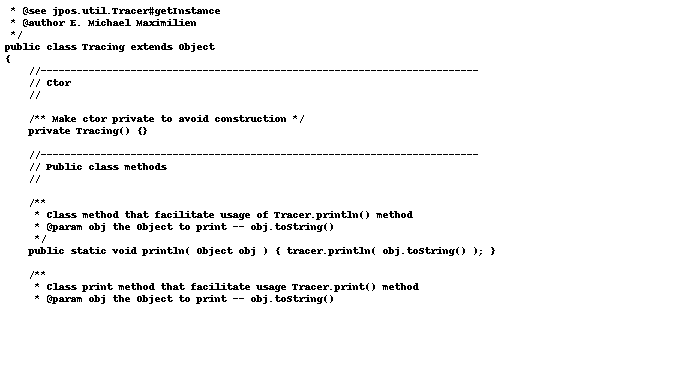 * @see jpos.util.Tracer#getInstance
 * @author E. Michael Maximilien
 */
public class Tracing extends Object
{
    //-------------------------------------------------------------------------
    // Ctor
    //

    /** Make ctor private to avoid construction */
    private Tracing() {}

    //-------------------------------------------------------------------------
    // Public class methods
    //

    /**
     * Class method that facilitate usage of Tracer.println() method
     * @param obj the Object to print -- obj.toString()
     */
    public static void println( Object obj ) { tracer.println( obj.toString() ); }

    /**
     * Class print method that facilitate usage Tracer.print() method
     * @param obj the Object to print -- obj.toString()